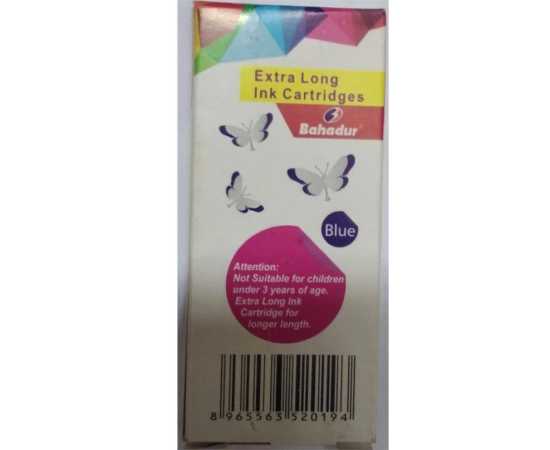 Extra Long
Ink Cartridges
Bahadur
Blue
Attention:
Not Suitable for children
under 3 years of age.
Extra Long Ink
Cartridge for
longer length.
8 965563 520194